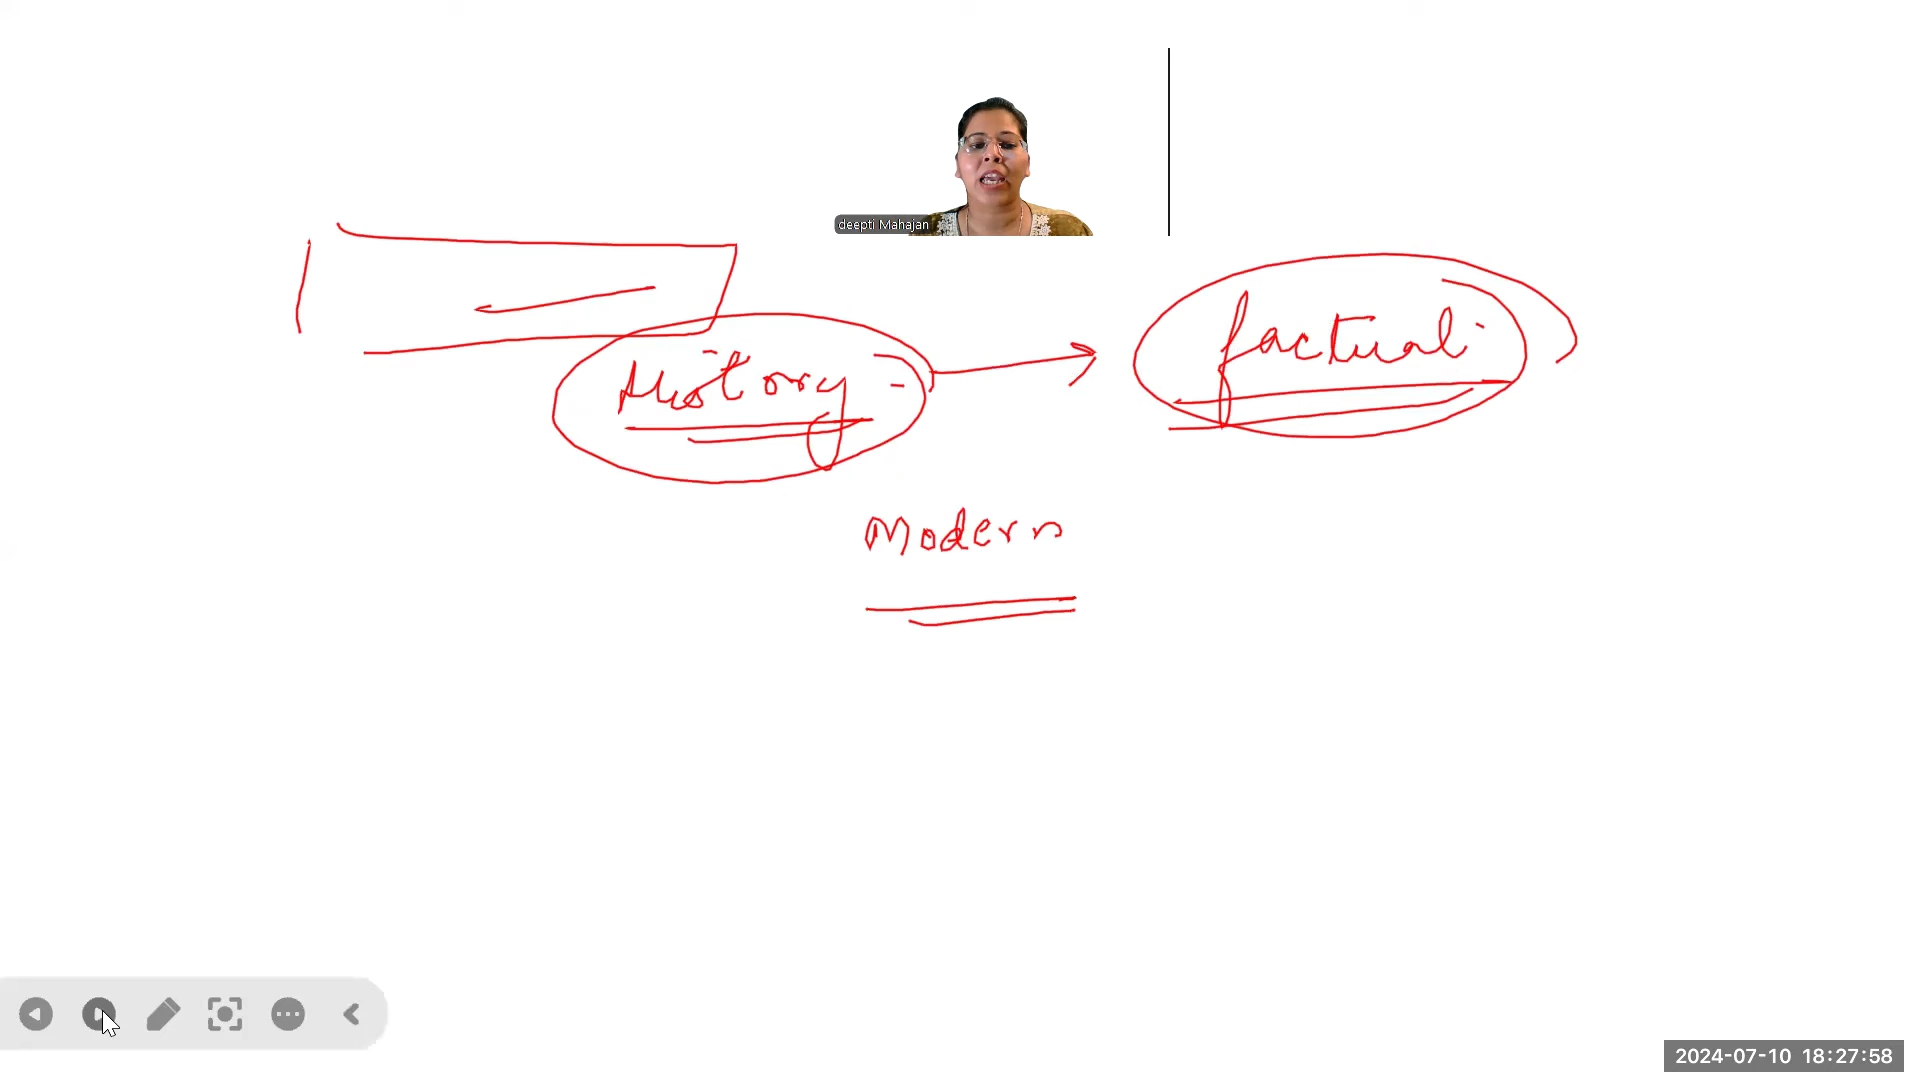 deepti Mahajan
History -
factual
Modern
2024-07-10 18:27:58